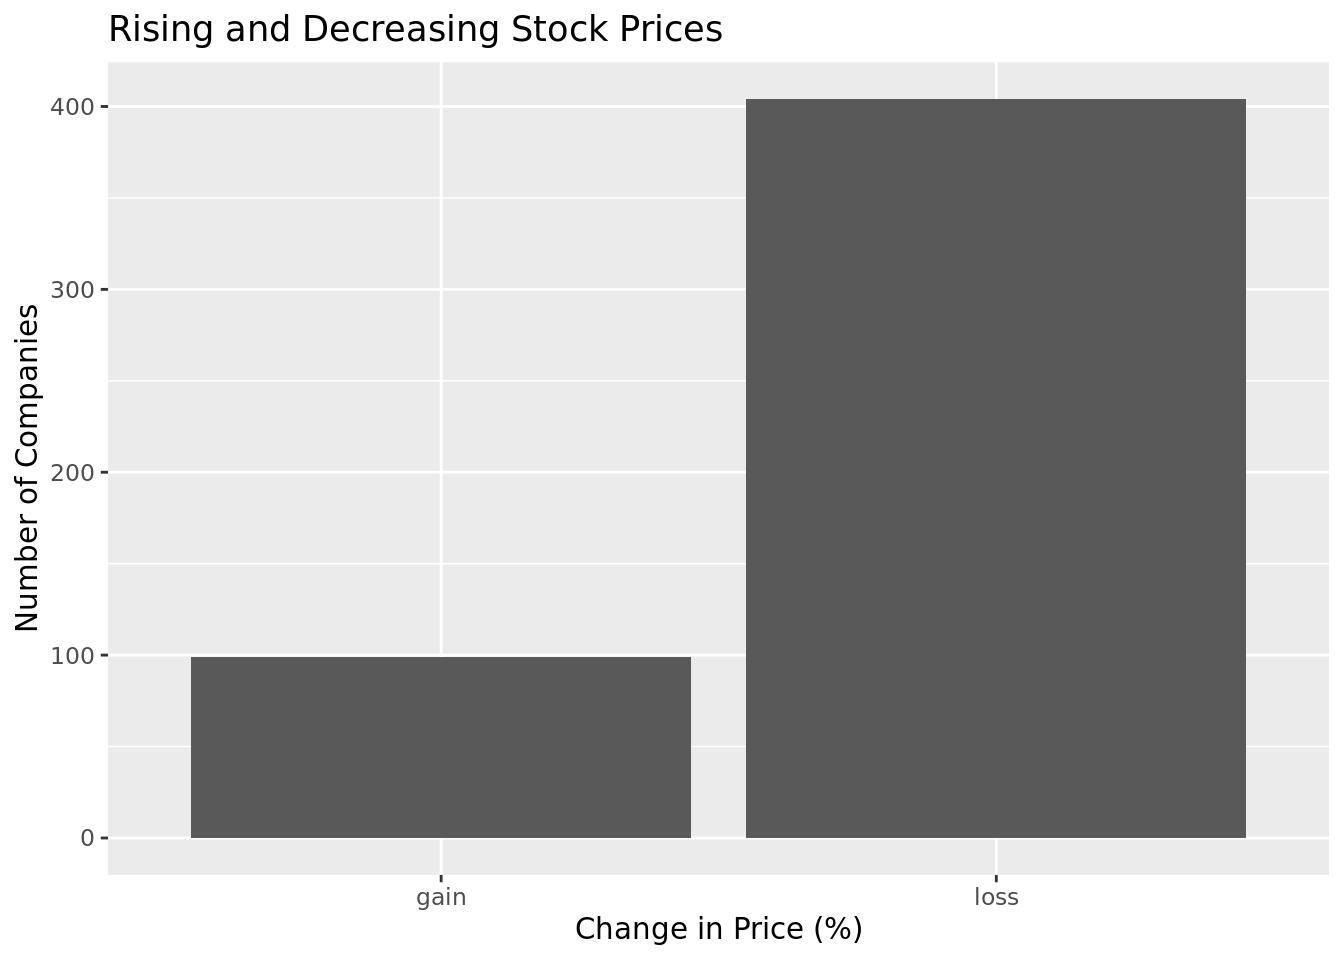 Rising and Decreasing Stock Prices
Number of Companies
400
300
200
100
0
gain loss
Change in Price (%)